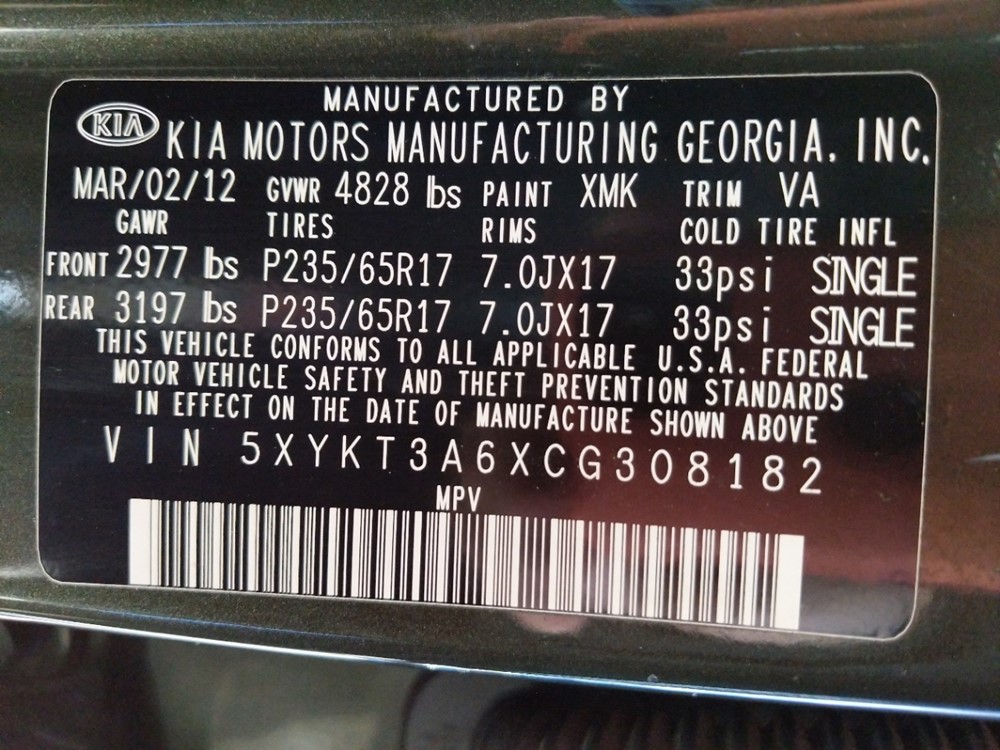 MANUFACTURED BY
KIA KIA MOTORS MANUFACTURING GEORGIA, INC.
MAR/02/12 GVWR 4828 lbs PAINT XMK TRIM VA
GAWR TIRES RIMS COLD TIRE INFL
FRONT 2977 lbs P235/65R17 7.0JX17 33psi SINGLE
REAR 3197 lbs P235/65R17 7.0JX17 33psi SINGLE
THIS VEHICLE CONFORMS TO ALL APPLICABLE U.S.A. FEDERAL
MOTOR VEHICLE SAFETY AND THEFT PREVENTION STANDARDS
IN EFFECT ON THE DATE OF MANUFACTURE SHOWN ABOVE
VIN 5XYKT3A6XCG308182
MPV